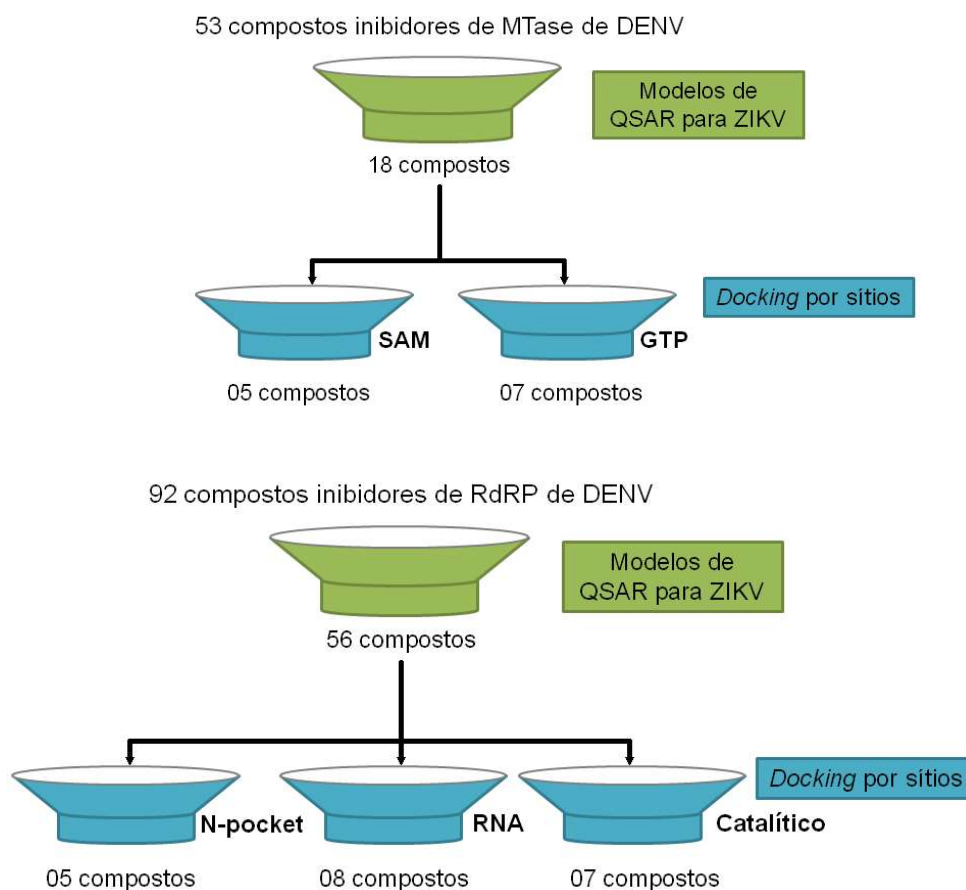 53 compostos inibidores de MTase de DENV
Modelos de
QSAR para ZIKV
18 compostos
Docking por sítios
SAM
GTP
05 compostos
07 compostos
92 compostos inibidores de RdRP de DENV
Modelos de
QSAR para ZIKV
56 compostos
Docking por sítios
N-pocket
RNA
Catalítico
05 compostos
08 compostos
07 compostos